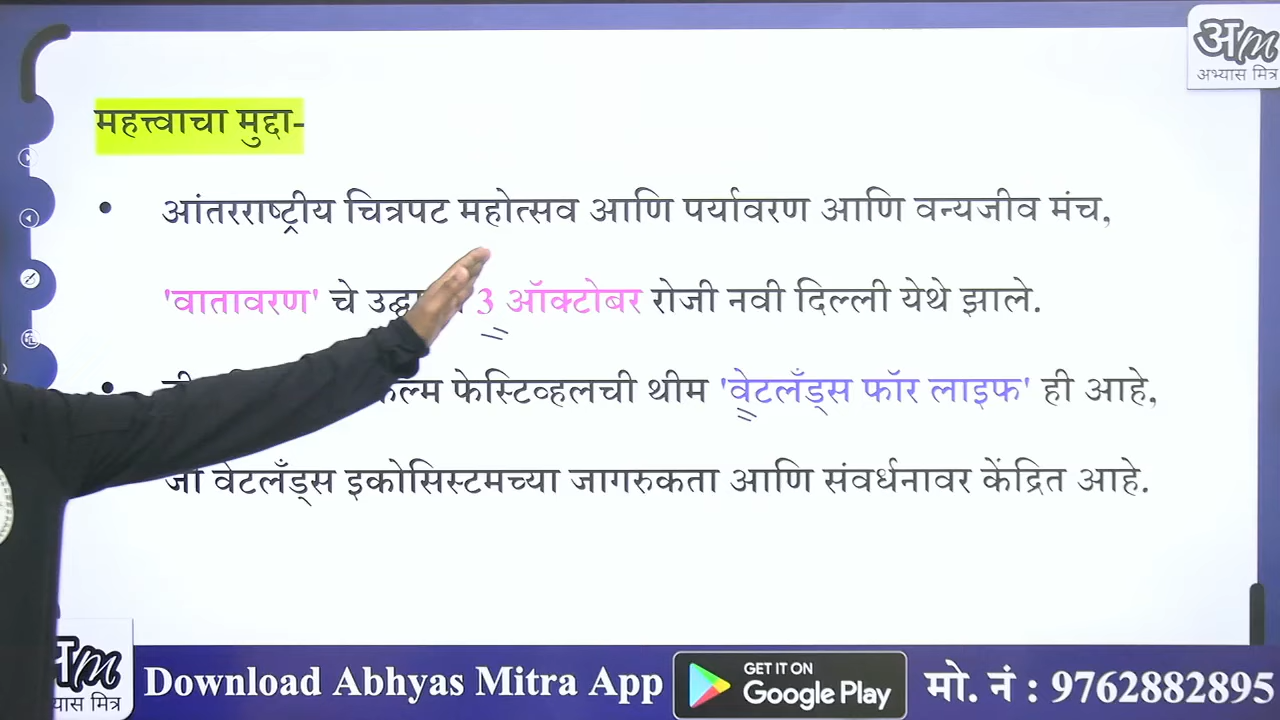 अm
अभ्यास मित्र
महत्त्वाचा मुद्दा-
• आंतरराष्ट्रीय चित्रपट महोत्सव आणि पर्यावरण आणि वन्यजीव मंच,
'वातावरण' चे 3 ऑक्टोबर रोजी नवी दिल्ली येथे झाले.
• फेस्टिव्हलची थीम 'वेटलँड्स फॉर लाइफ' ही आहे,
जी वेटलँड्स इकोसिस्टमच्या जागरुकता आणि संवर्धनावर केंद्रित आहे.
Download Abhyas Mitra App
GET IT ON
Google Play
मो. नं : 9762882895